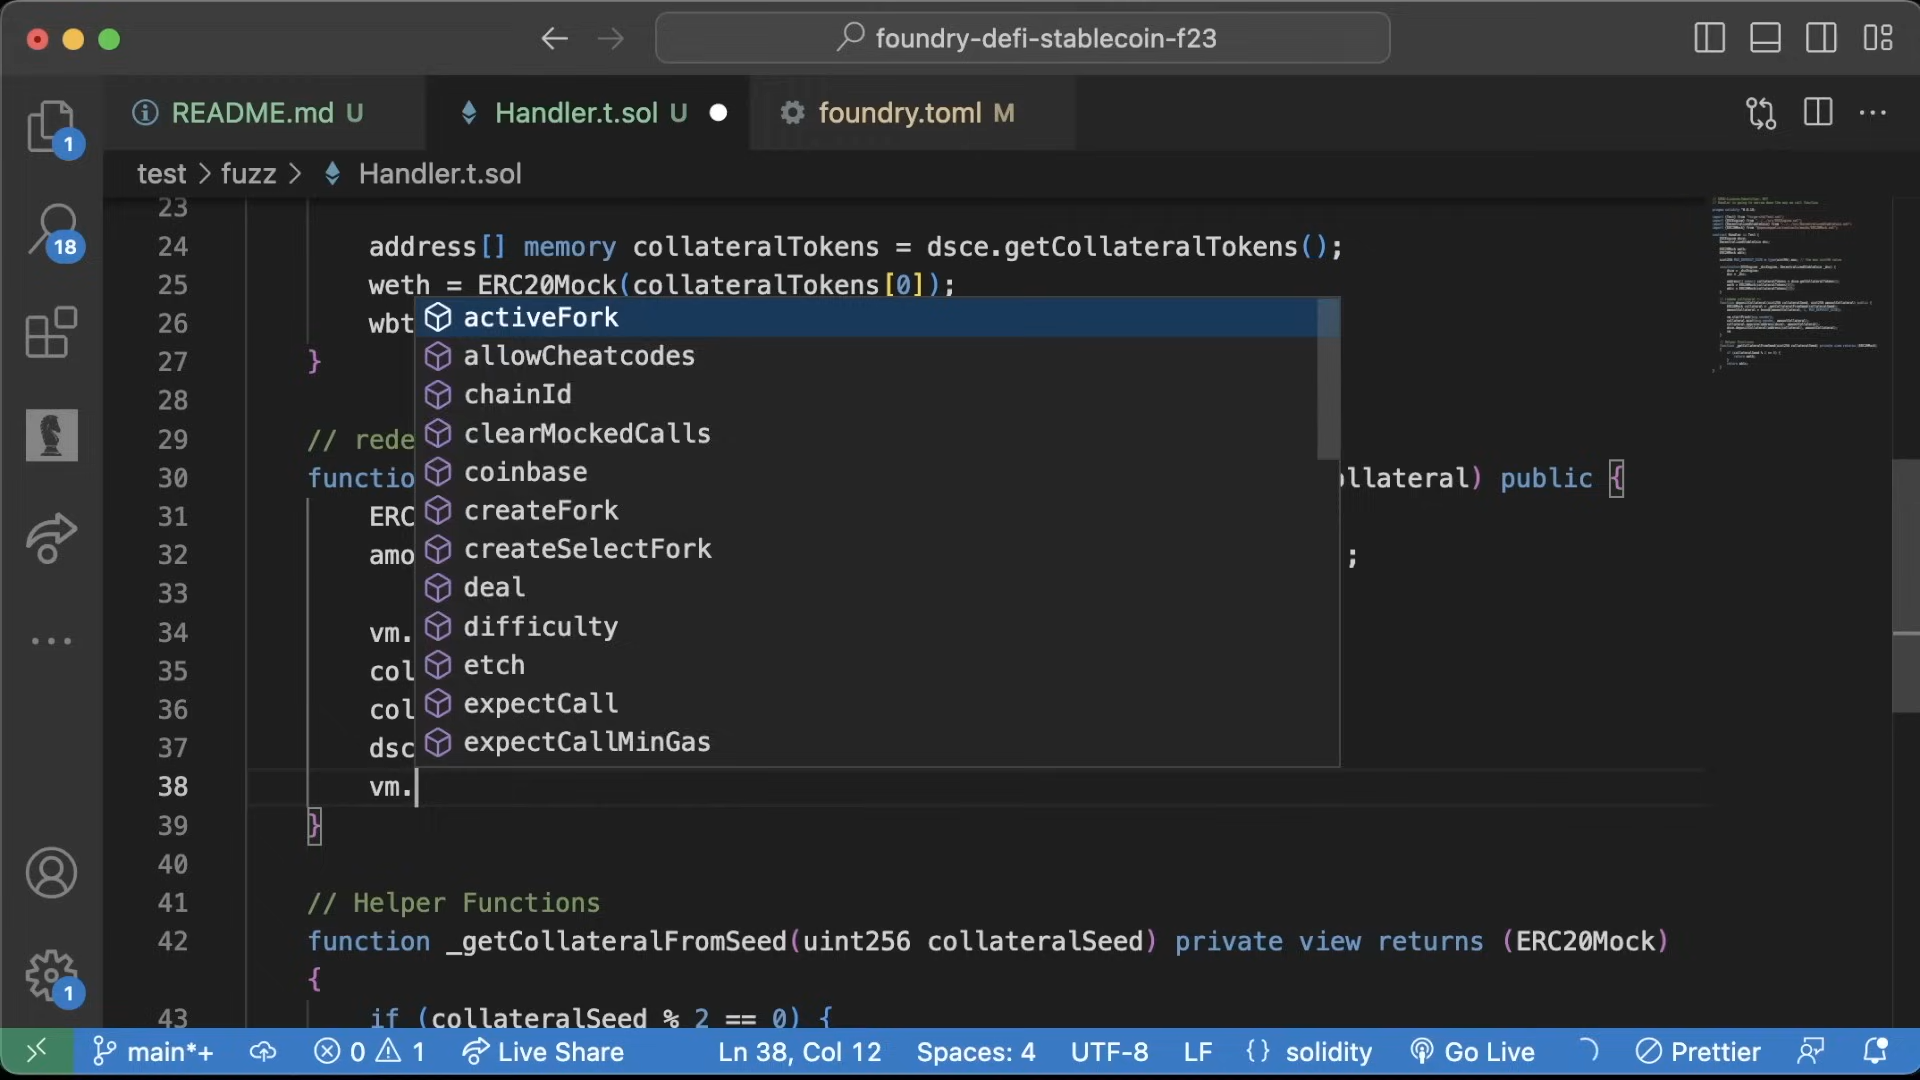 foundry-defi-stablecoin-f23
README.md U
Handler.t.sol U
foundry.toml M
test > fuzz > Handler.t.sol
1
18
1
23
24 address[] memory collateralTokens = dsce.getCollateralTokens();
25 weth = ERC20Mock(collateralTokens[0]);
26 wbt
27 }
28
29 // rede
30 functio ollateral) public {
31 ERC
32 amo ;
33
34 vm.
35 col
36 col
37 dsc
38 vm.
39 }
40
41 // Helper Functions
42 function _getCollateralFromSeed(uint256 collateralSeed) private view returns (ERC20Mock)
{
43 if (collateralSeed % 2 == 0) {
activeFork
allowCheatcodes
chainId
clearMockedCalls
coinbase
createFork
createSelectFork
deal
difficulty
etch
expectCall
expectCallMinGas
main*+ 0 1 Live Share Ln 38, Col 12 Spaces: 4 UTF-8 LF {} solidity Go Live Prettier